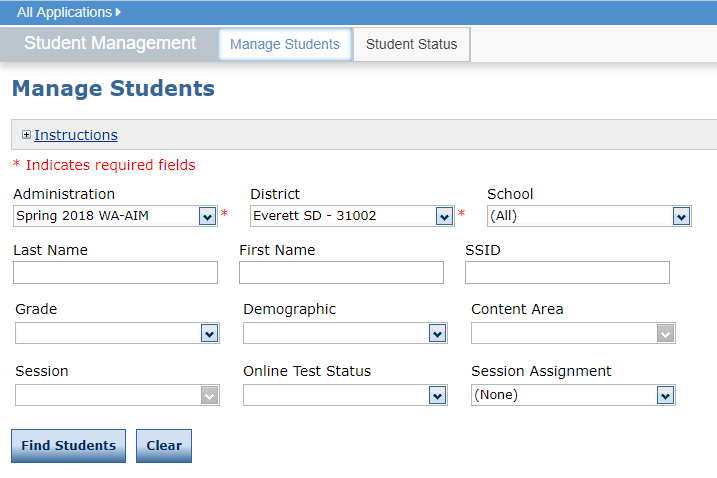 All Applications
Student Management Manage Students Student Status
Manage Students
Instructions
* Indicates required fields
Administration District School
Spring 2018 WA-AIM * Everett SD - 31002 * (All)
Last Name First Name SSID
Grade Demographic Content Area
Session Online Test Status Session Assignment
(None)
Find Students Clear